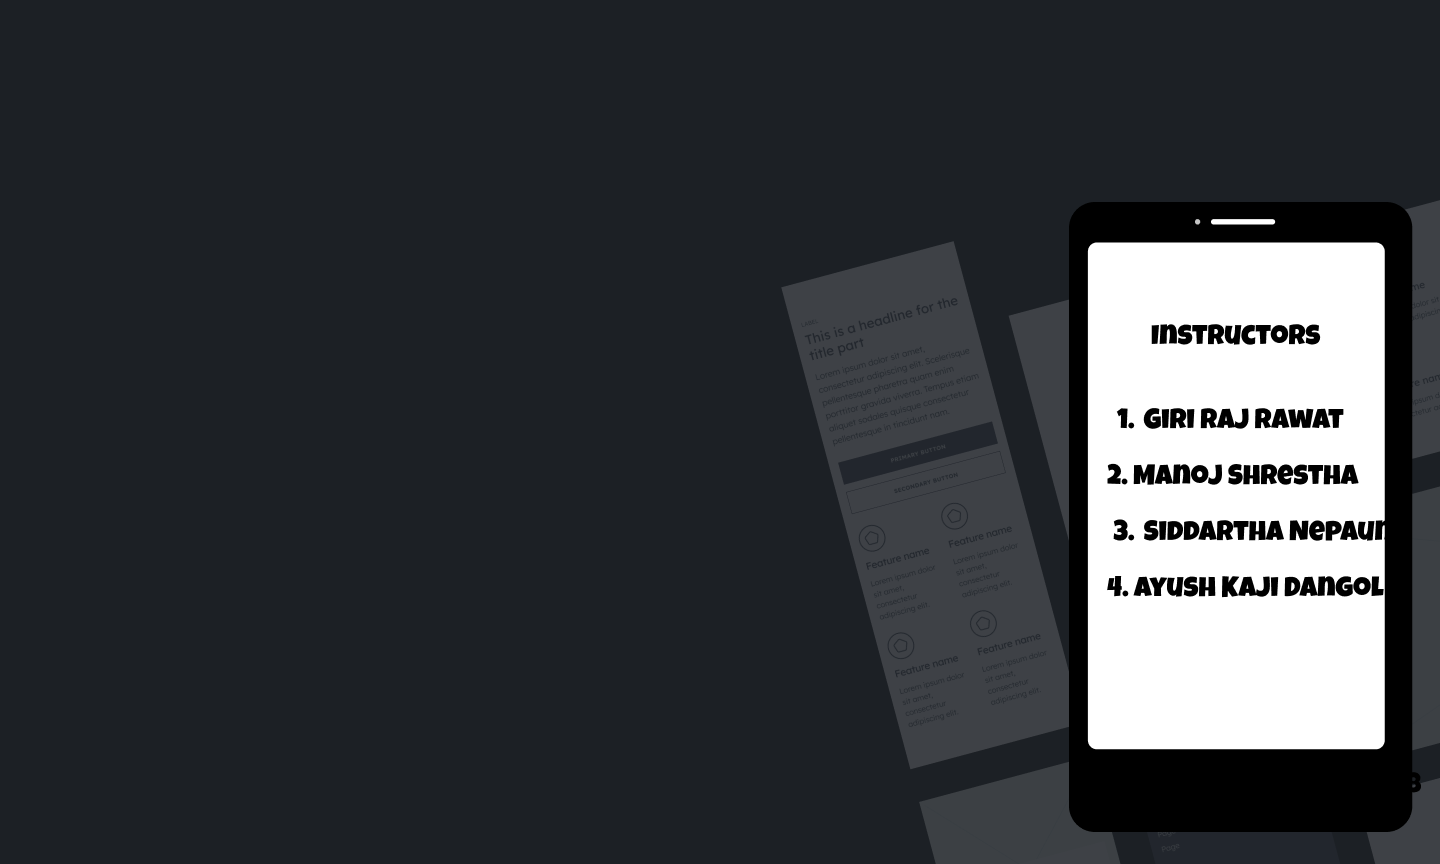 LABEL
This is a headline for the
title part
Lorem ipsum dolor sit amet,
consectetur adipiscing elit. Scelerisque
pellentesque pharetra quam etiam
porttitor gravida viverra. Tempus etiam
aliquet sodales quisque consectetur
pellentesque in tincidunt nam.
PRIMARY BUTTON
SECONDARY BUTTON
Feature name
Lorem ipsum dolor
sit amet,
consectetur
adipiscing elit.
Feature name
Lorem ipsum dolor
sit amet,
consectetur
adipiscing elit.
Feature name
Lorem ipsum dolor
sit amet,
consectetur
adipiscing elit.
Feature name
Lorem ipsum dolor
sit amet,
consectetur
adipiscing elit.
INSTRUCTORS
1. GIRI RAJ RAWAT
2. MANOJ SHRESTHA
3. SIDDARTHA NEPAUN
4. AYUSH KAJI DANGOL
Page